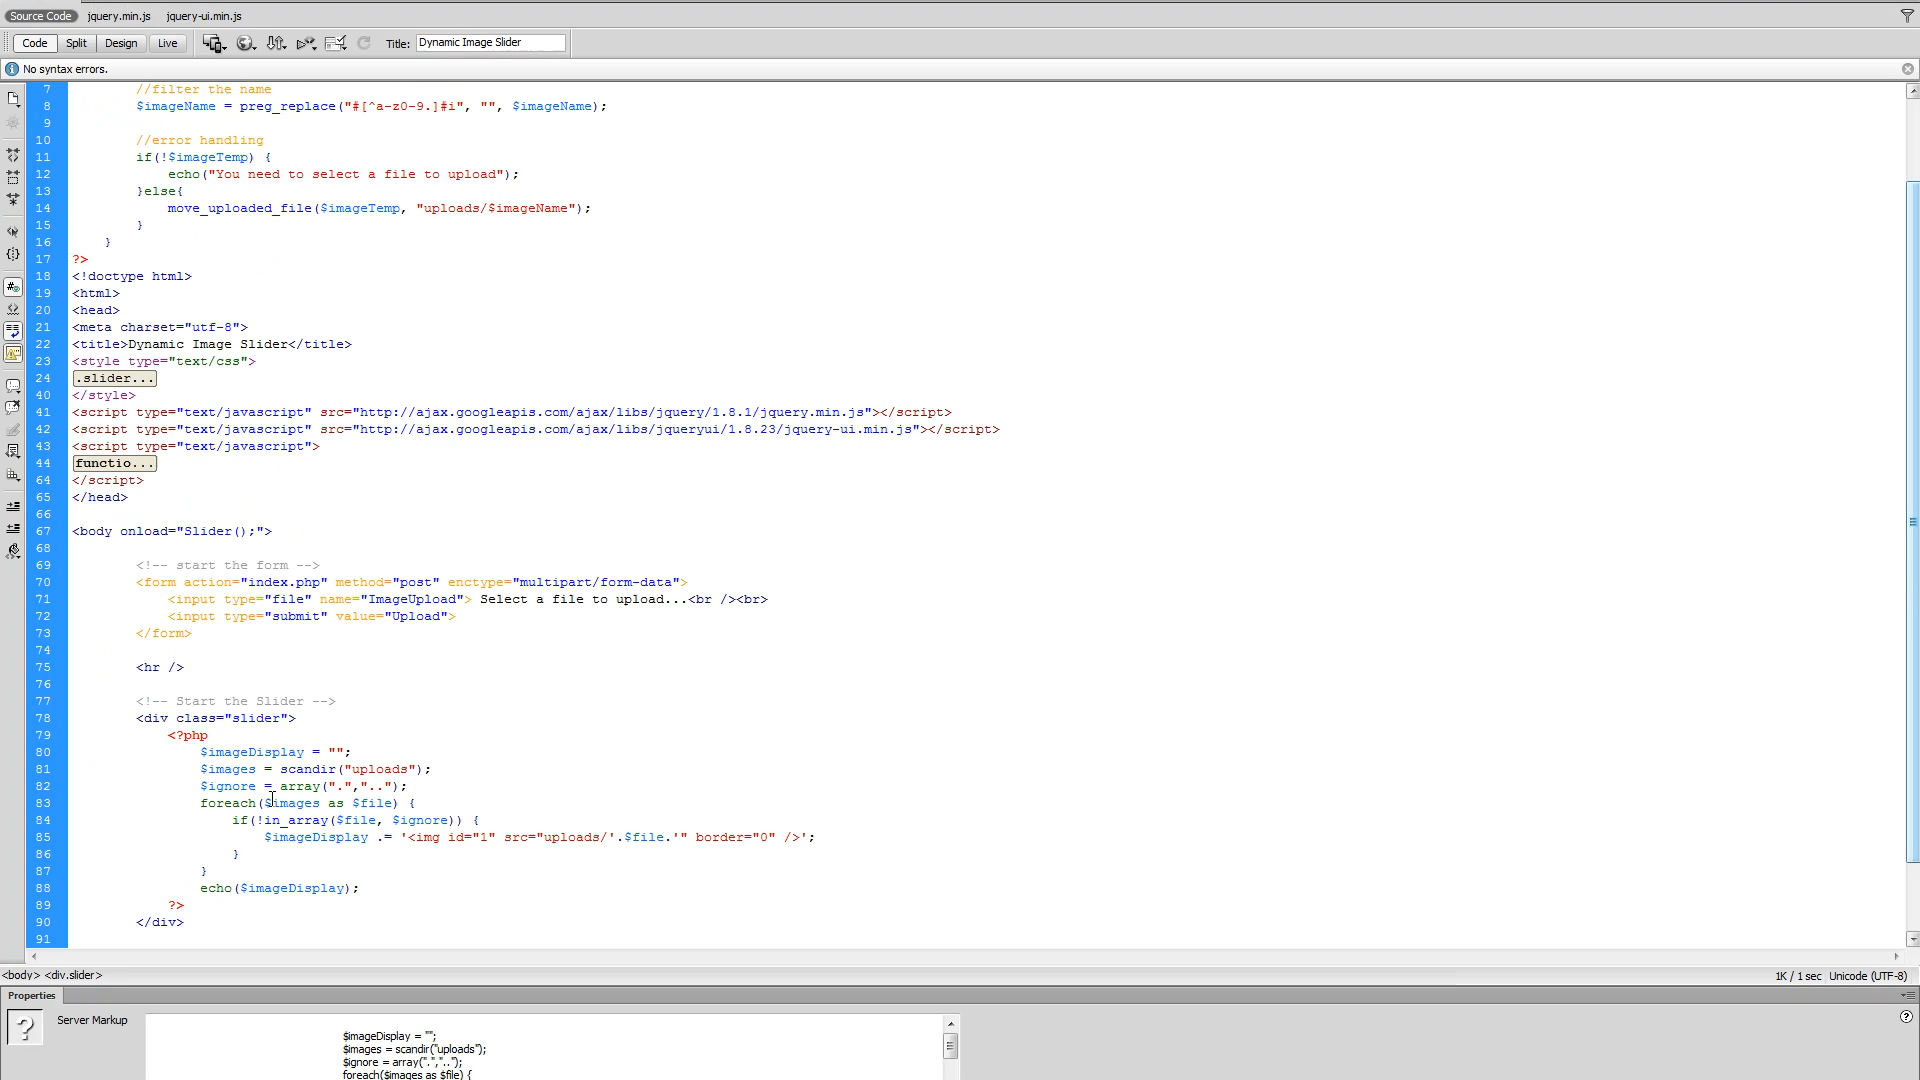 Source Code jquery.min.js jquery-ui.min.js
Code Split Design Live Title: Dynamic Image Slider
No syntax errors.
7 //filter the name
8 $imageName = preg_replace("#[^a-z0-9.]#i", "", $imageName);
9
10 //error handling
11 if(!$imageTemp) {
12 echo("You need to select a file to upload");
13 }else{
14 move_uploaded_file($imageTemp, "uploads/$imageName");
15 }
16 }
17 ?>
18 <!doctype html>
19 <html>
20 <head>
21 <meta charset="utf-8">
22 <title>Dynamic Image Slider</title>
23 <style type="text/css">
24 .slider...
40 </style>
41 <script type="text/javascript" src="http://ajax.googleapis.com/ajax/libs/jquery/1.8.1/jquery.min.js"></script>
42 <script type="text/javascript" src="http://ajax.googleapis.com/ajax/libs/jqueryui/1.8.23/jquery-ui.min.js"></script>
43 <script type="text/javascript">
44 functio...
64 </script>
65 </head>
66
67 <body onload="Slider();">
68
69 <!-- start the form -->
70 <form action="index.php" method="post" enctype="multipart/form-data">
71 <input type="file" name="ImageUpload"> Select a file to upload...<br /><br>
72 <input type="submit" value="Upload">
73 </form>
74
75 <hr />
76
77 <!-- Start the Slider -->
78 <div class="slider">
79 <?php
80 $imageDisplay = "";
81 $images = scandir("uploads");
82 $ignore = array(".","..");
83 foreach($images as $file) {
84 if(!in_array($file, $ignore)) {
85 $imageDisplay .= '<img id="1" src="uploads/'.$file.'" border="0" />';
86 }
87 }
88 echo($imageDisplay);
89 ?>
90 </div>
91
<body> <div.slider> 1K / 1 sec Unicode (UTF-8)
Properties
? Server Markup
$imageDisplay = "";
$images = scandir("uploads");
$ignore = array(".","..");
foreach($images as $file) {